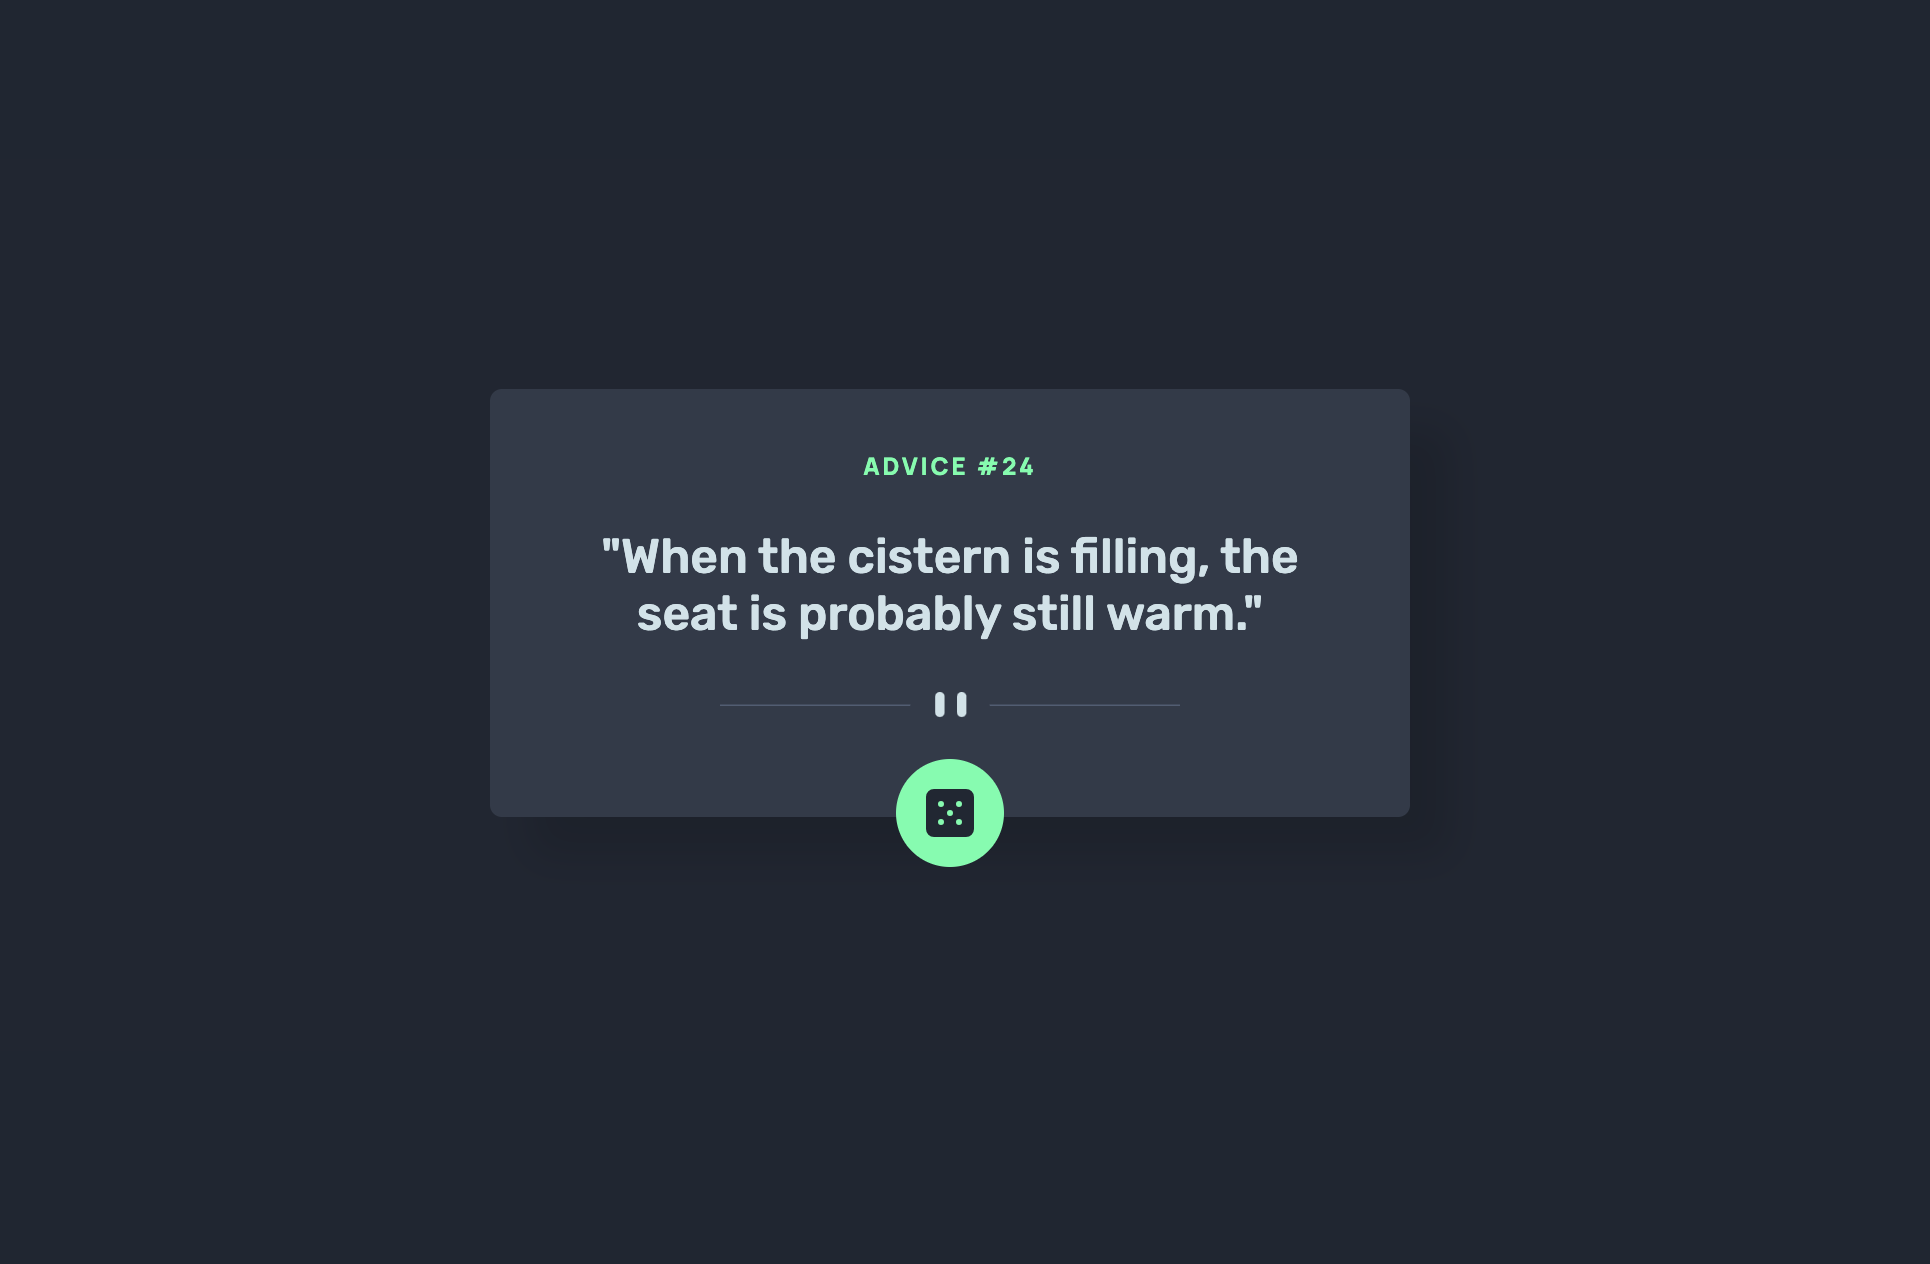 ADVICE #24
"When the cistern is filling, the
seat is probably still warm."